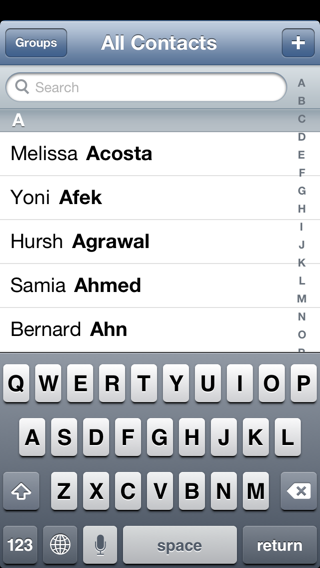 Groups All Contacts +
Search
A
Melissa Acosta
Yoni Afek
Hursh Agrawal
Samia Ahmed
Bernard Ahn
A
B
C
D
E
F
G
H
I
J
K
L
M
N
O
Q W E R T Y U I O P
A S D F G H J K L
Z X C V B N M
123 space return